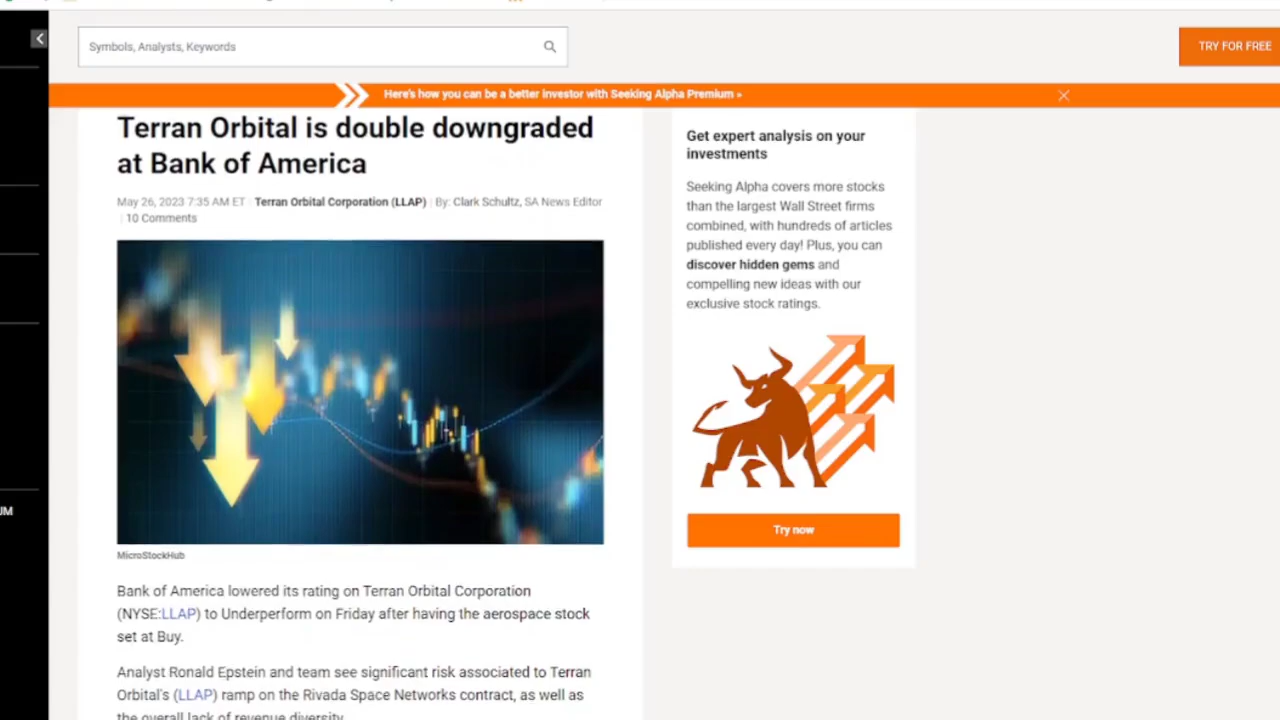 Symbols, Analysts, Keywords
TRY FOR FREE
Here's how you can be a better investor with Seeking Alpha Premium »
Terran Orbital is double downgraded
at Bank of America
May 26, 2023 7:35 AM ET | Terran Orbital Corporation (LLAP) | By: Clark Schultz, SA News Editor
| 10 Comments
MicroStockHub
Bank of America lowered its rating on Terran Orbital Corporation
(NYSE:LLAP) to Underperform on Friday after having the aerospace stock
set at Buy.
Analyst Ronald Epstein and team see significant risk associated to Terran
Orbital's (LLAP) ramp on the Rivada Space Networks contract, as well as
the overall lack of revenue diversity.
Get expert analysis on your
investments
Seeking Alpha covers more stocks
than the largest Wall Street firms
combined, with hundreds of articles
published every day! Plus, you can
discover hidden gems and
compelling new ideas with our
exclusive stock ratings.
Try now
UM